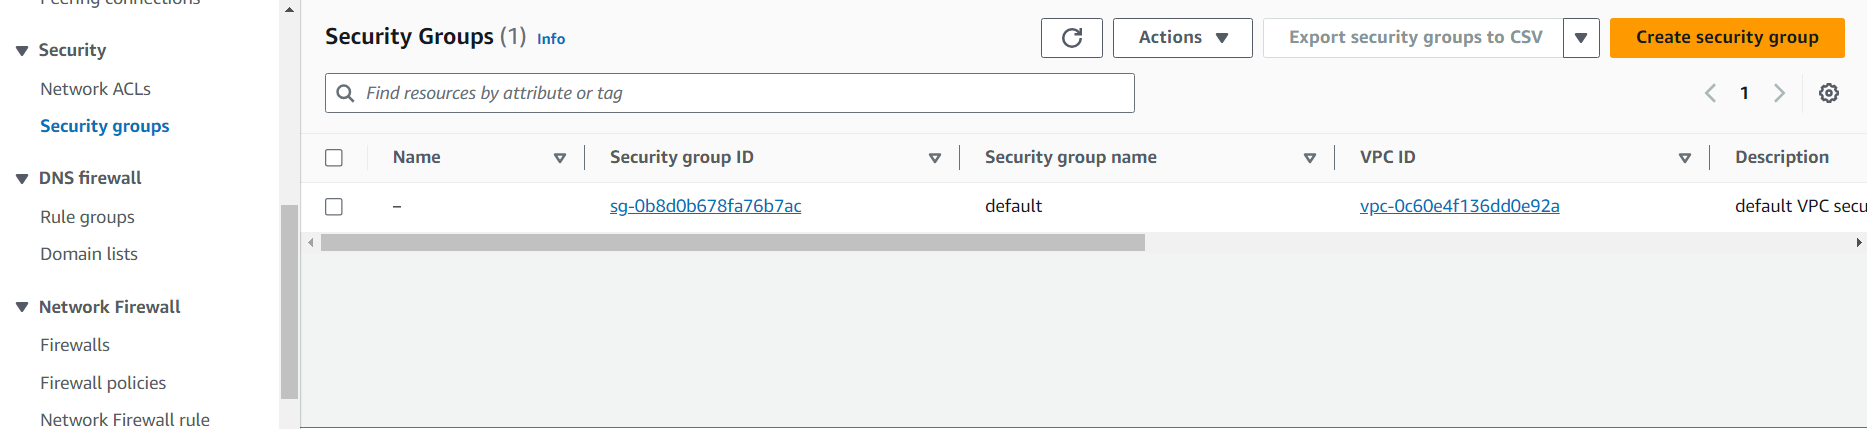 Peering connections
Security
Network ACLs
Security groups
DNS firewall
Rule groups
Domain lists
Network Firewall
Firewalls
Firewall policies
Network Firewall rule
Security Groups (1) Info
Actions
Export security groups to CSV
Create security group
Find resources by attribute or tag
1
Name Security group ID Security group name VPC ID Description
– sg-0b8d0b678fa76b7ac default vpc-0c60e4f136dd0e92a default VPC secu